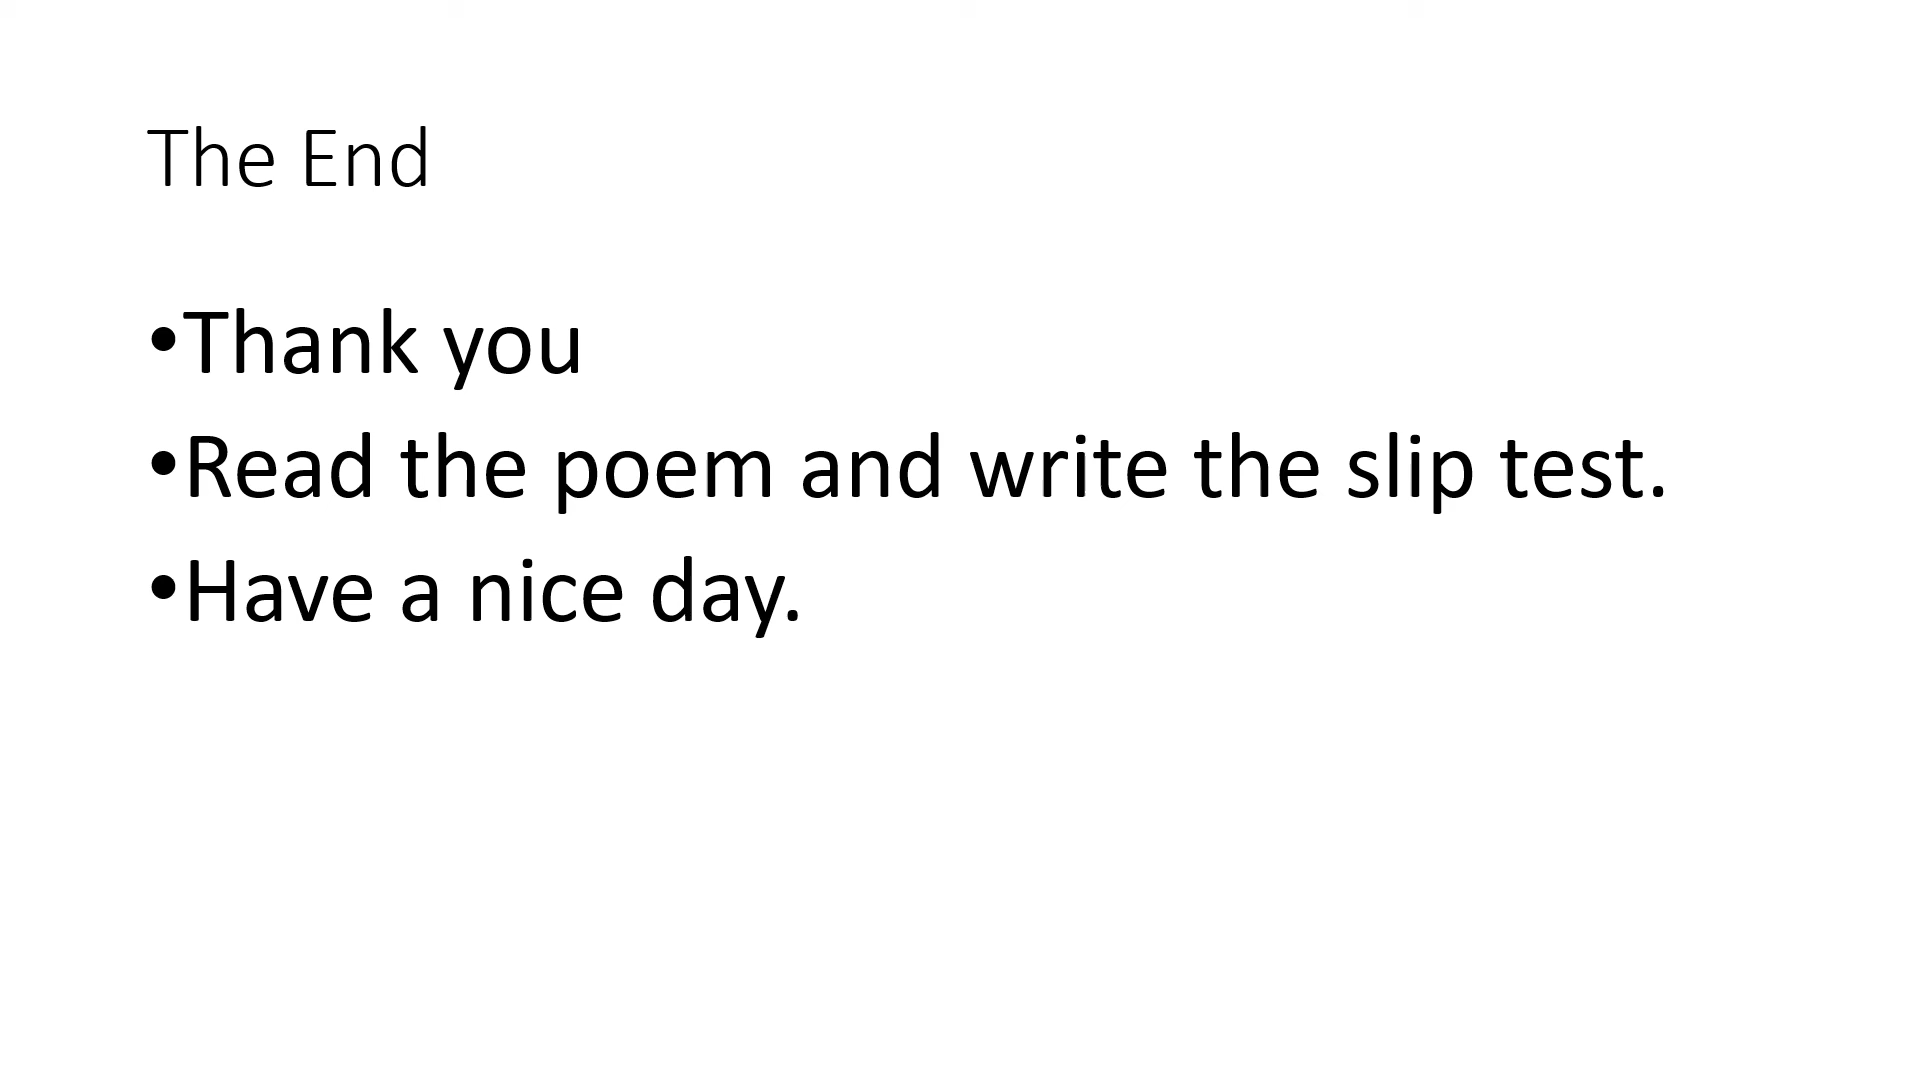 The End
•Thank you
•Read the poem and write the slip test.
•Have a nice day.